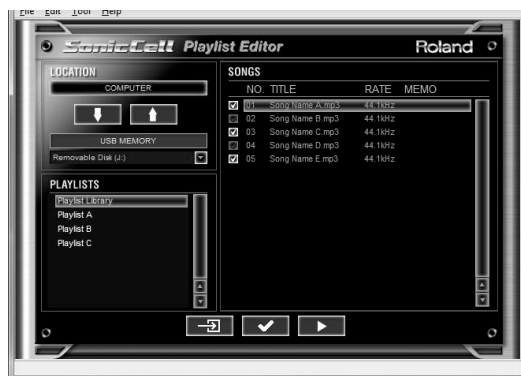 File Edit Tool Help
SonicCell Playlist Editor Roland
LOCATION
COMPUTER
USB MEMORY
Removable Disk (J:)
PLAYLISTS
Playlist Library
Playlist A
Playlist B
Playlist C
SONGS
NO. TITLE RATE MEMO
01 Song Name A.mp3 44.1kHz
02 Song Name B.mp3 44.1kHz
03 Song Name C.mp3 44.1kHz
04 Song Name D.mp3 44.1kHz
05 Song Name E.mp3 44.1kHz